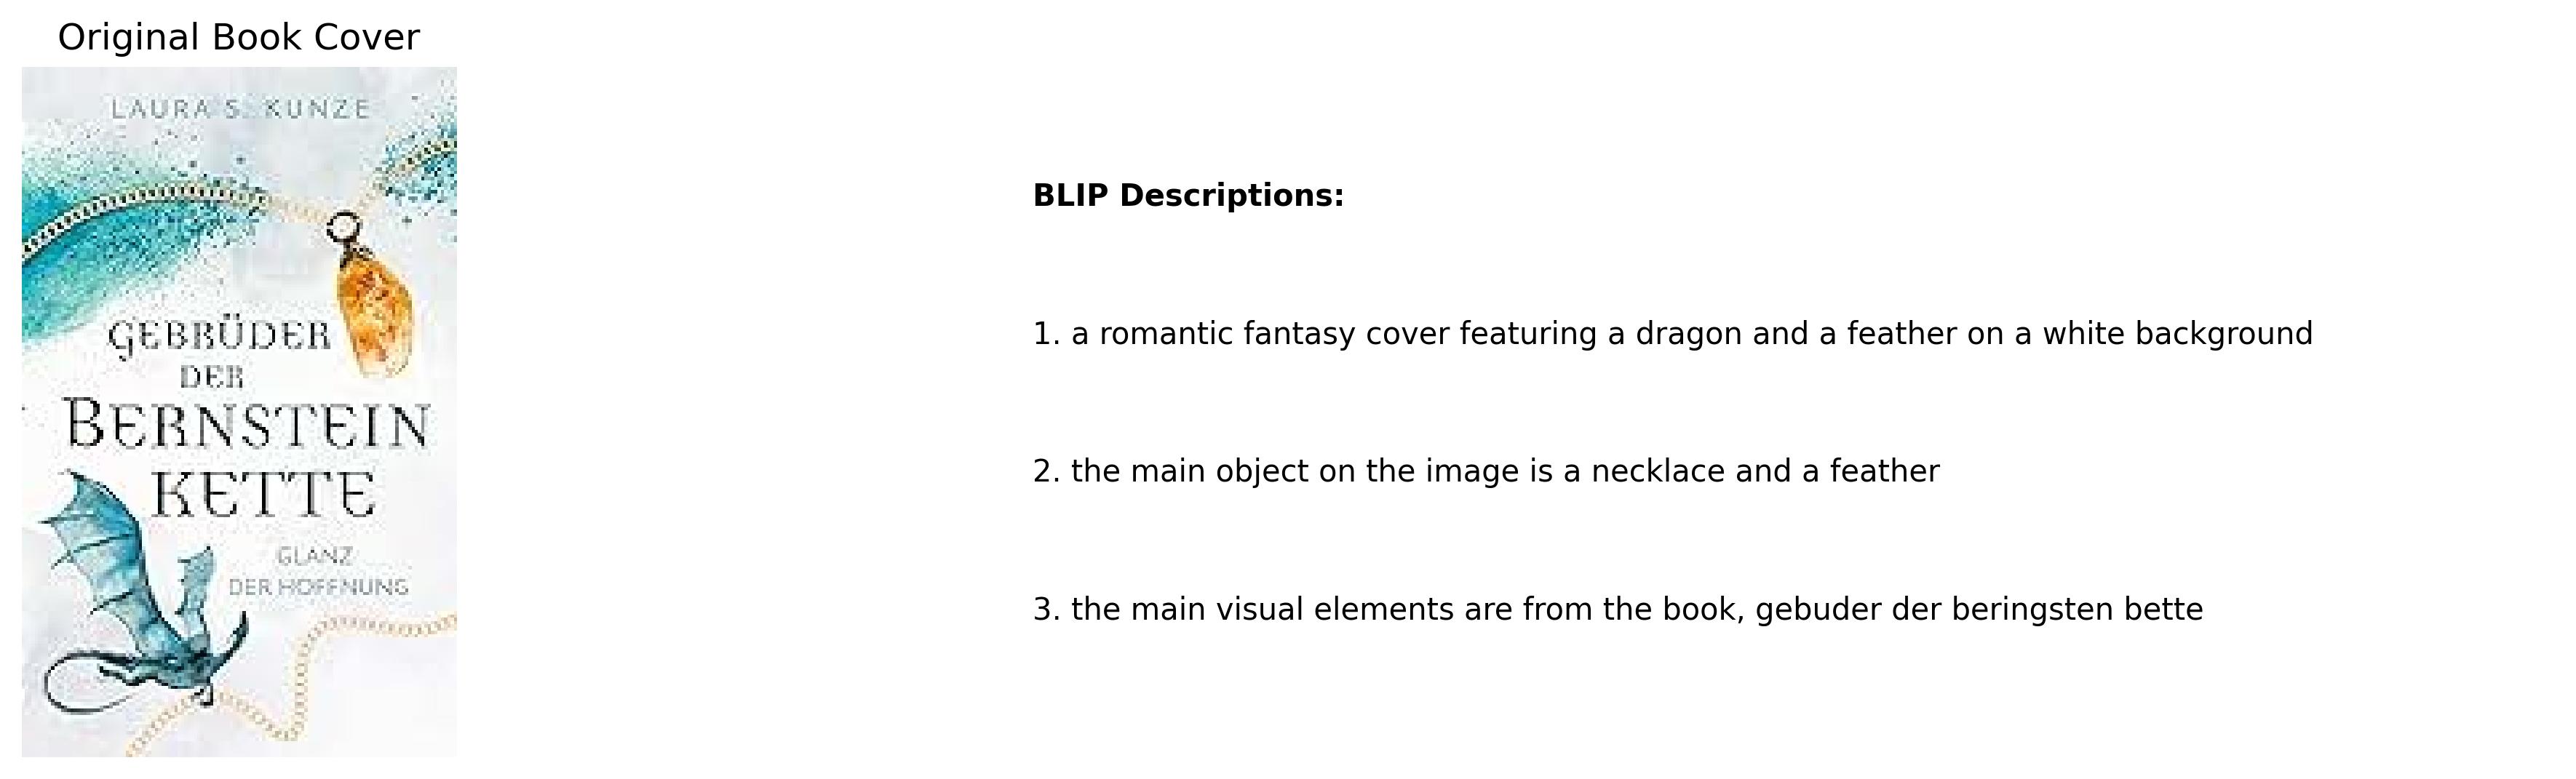 Original Book Cover
LAURA S. KUNZE
GEBRÜDER
DER
BERNSTEIN
KETTE
GLANZ
DER HOFFNUNG
BLIP Descriptions:
1. a romantic fantasy cover featuring a dragon and a feather on a white background
2. the main object on the image is a necklace and a feather
3. the main visual elements are from the book, gebuder der beringsten bette